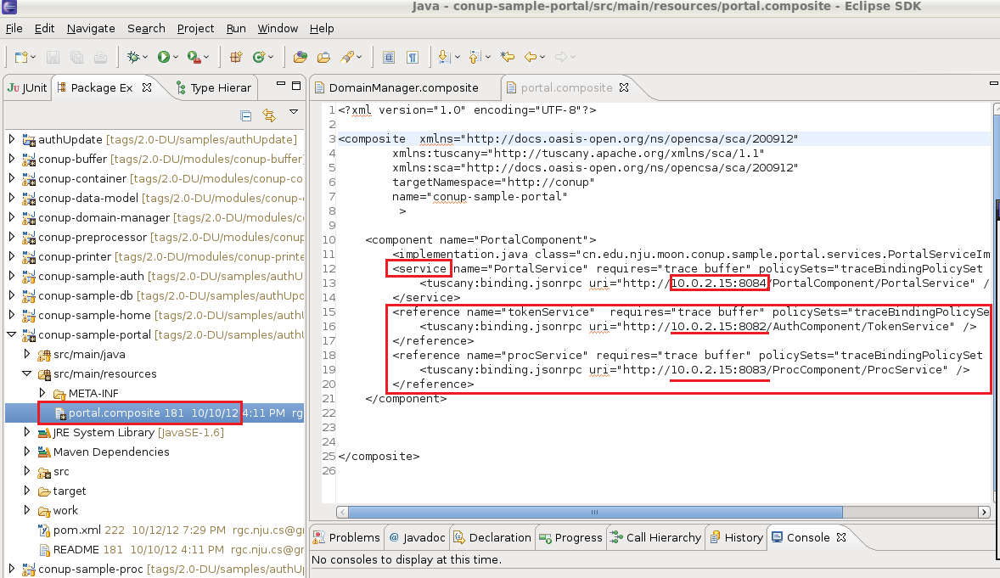 Java - conup-sample-portal/src/main/resources/portal.composite - Eclipse SDK
File Edit Navigate Search Project Run Window Help
JUnit Package Ex Type Hierar
DomainManager.composite portal.composite
authUpdate [tags/2.0-DU/samples/authUpdate]
conup-buffer [tags/2.0-DU/modules/conup-buffer]
conup-container [tags/2.0-DU/modules/conup-co
conup-data-model [tags/2.0-DU/modules/conup-
conup-domain-manager [tags/2.0-DU/modules/c
conup-preprocessor [tags/2.0-DU/modules/conup
conup-printer [tags/2.0-DU/modules/conup-printe
conup-sample-auth [tags/2.0-DU/samples/authU
conup-sample-db [tags/2.0-DU/samples/authUpd
conup-sample-home [tags/2.0-DU/samples/authU
conup-sample-portal [tags/2.0-DU/samples/authU
src/main/java
src/main/resources
META-INF
portal.composite 181 10/10/12 4:11 PM rg
JRE System Library [JavaSE-1.6]
Maven Dependencies
src
target
work
pom.xml 222 10/12/12 7:29 PM rgc.nju.cs@gr
README 181 10/10/12 4:11 PM rgc.nju.cs@gr
conup-sample-proc [tags/2.0-DU/samples/authU
1 <?xml version="1.0" encoding="UTF-8"?>
2
3 <composite xmlns="http://docs.oasis-open.org/ns/opencsa/sca/200912"
4 xmlns:tuscany="http://tuscany.apache.org/xmlns/sca/1.1"
5 xmlns:sca="http://docs.oasis-open.org/ns/opencsa/sca/200912"
6 targetNamespace="http://conup"
7 name="conup-sample-portal"
8 >
9
10 <component name="PortalComponent">
11 <implementation.java class="cn.edu.nju.moon.conup.sample.portal.services.PortalServiceIm
12 <service name="PortalService" requires="trace buffer" policySets="traceBindingPolicySet
13 <tuscany:binding.jsonrpc uri="http://10.0.2.15:8084/PortalComponent/PortalService" /
14 </service>
15 <reference name="tokenService" requires="trace buffer" policySets="traceBindingPolicySe
16 <tuscany:binding.jsonrpc uri="http://10.0.2.15:8082/AuthComponent/TokenService" />
17 </reference>
18 <reference name="procService" requires="trace buffer" policySets="traceBindingPolicySet
19 <tuscany:binding.jsonrpc uri="http://10.0.2.15:8083/ProcComponent/ProcService" />
20 </reference>
21 </component>
22
23
24
25 </composite>
26
Problems Javadoc Declaration Progress Call Hierarchy History Console
No consoles to display at this time.